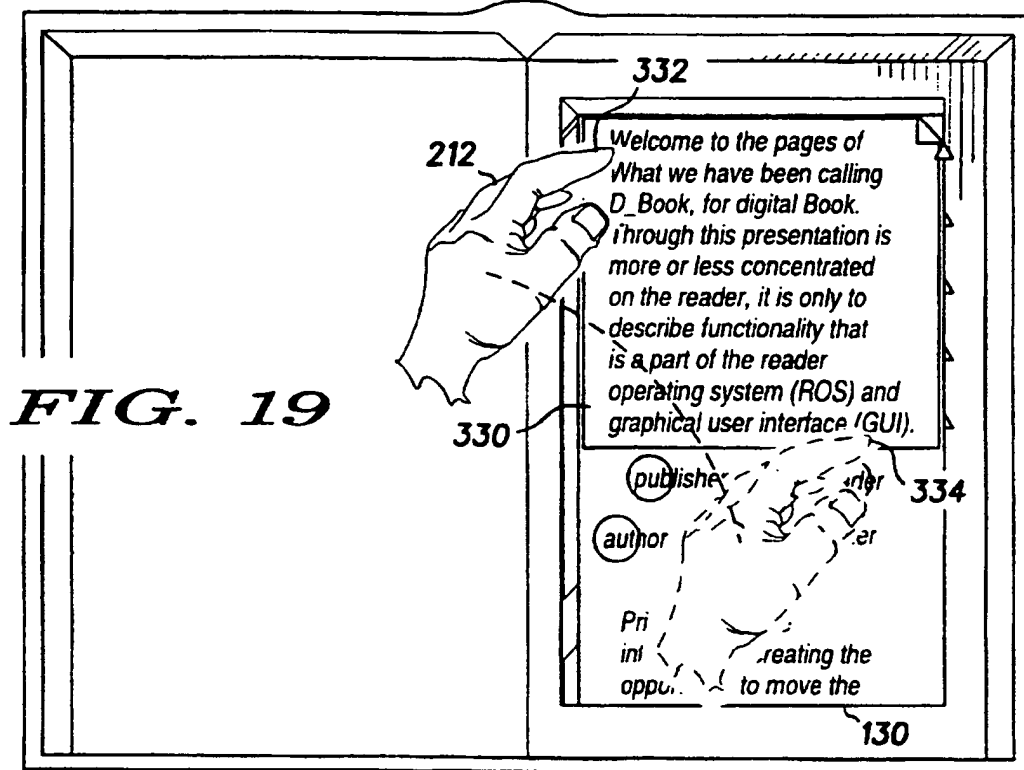 332
212
Welcome to the pages of
What we have been calling
D_Book, for digital Book.
Through this presentation is
more or less concentrated
on the reader, it is only to
describe functionality that
is a part of the reader
operating system (ROS) and
graphical user interface (GUI).
FIG. 19
330
334
publisher
author
Pri
int reating the
to move the
130